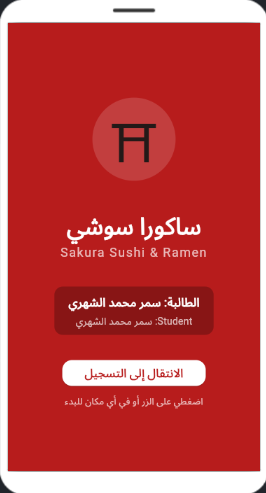 ساكورا سوشي
Sakura Sushi & Ramen
الطالبة: سمر محمد الشهري
Student: سمر محمد الشهري
الانتقال إلى التسجيل
اضغطي على الزر أو في أي مكان للبدء